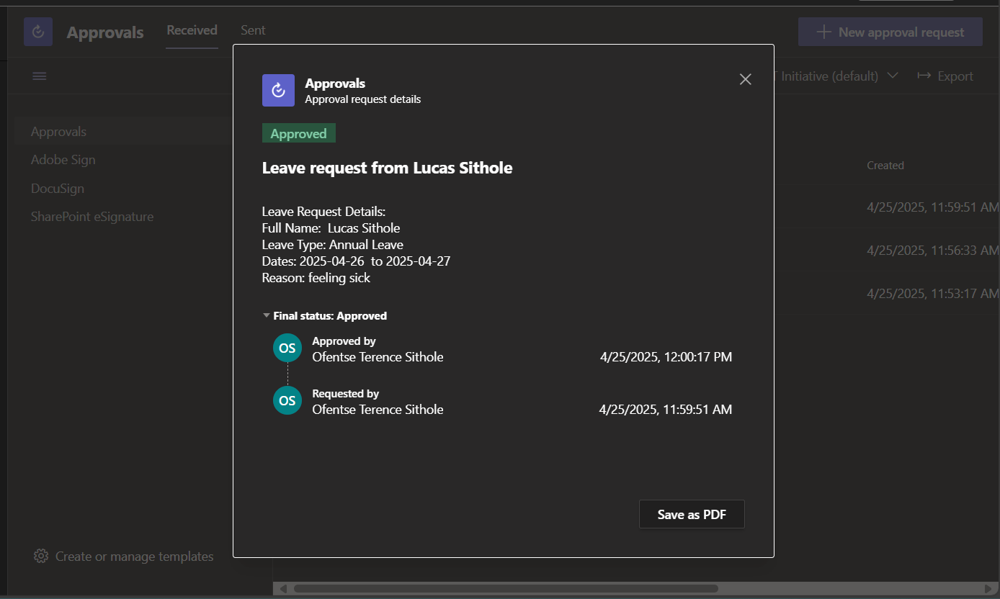 Approvals
Received
Sent
New approval request
Initiative (default)
Export
Approvals
Adobe Sign
DocuSign
SharePoint eSignature
Create or manage templates
Approvals
Approval request details
Approved
Leave request from Lucas Sithole
Leave Request Details:
Full Name:  Lucas Sithole
Leave Type: Annual Leave
Dates: 2025-04-26  to 2025-04-27
Reason: feeling sick
Final status: Approved
OS
Approved by
Ofentse Terence Sithole
4/25/2025, 12:00:17 PM
OS
Requested by
Ofentse Terence Sithole
4/25/2025, 11:59:51 AM
Save as PDF
Created
4/25/2025, 11:59:51 AM
4/25/2025, 11:56:33 AM
4/25/2025, 11:53:17 AM